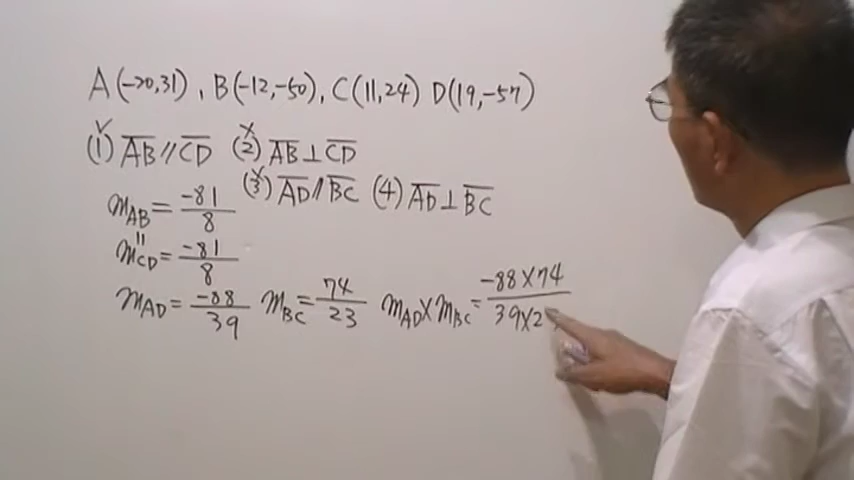 A(-20,31), B(-12,-50), C(11,24) D(19,-57)
✓ (1) AB // CD × (2) AB ⊥ CD
× (3) AD // BC (4) AD ⊥ BC
m_AB = -81/8
||
m_CD = -81/8
m_AD = -88/39 m_BC = 74/23 m_AD × m_BC = -88×74/39×2